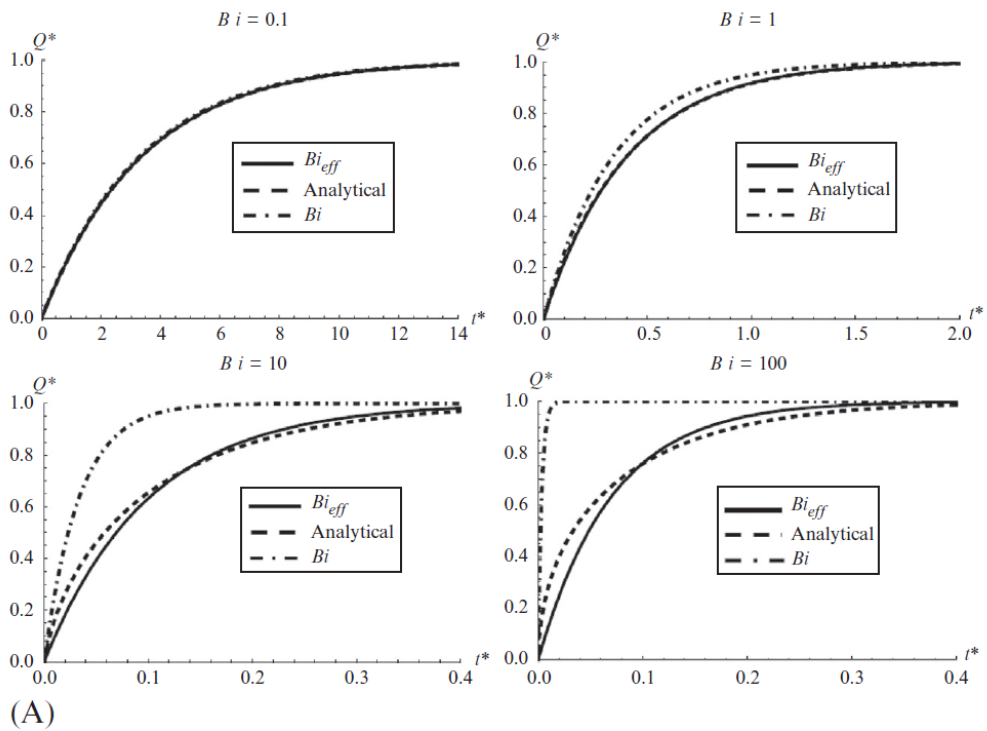 B i = 0.1
Q*
1.0
0.8
0.6
0.4
0.2
0.0
Bi_eff
Analytical
Bi
0 2 4 6 8 10 12 14 t*
B i = 1
Q*
1.0
0.8
0.6
0.4
0.2
0.0
Bi_eff
Analytical
Bi
0 0.5 1.0 1.5 2.0 t*
B i = 10
Q*
1.0
0.8
0.6
0.4
0.2
0.0
Bi_eff
Analytical
Bi
0.0 0.1 0.2 0.3 0.4 t*
B i = 100
Q*
1.0
0.8
0.6
0.4
0.2
0.0
Bi_eff
Analytical
Bi
0.0 0.1 0.2 0.3 0.4 t*
(A)